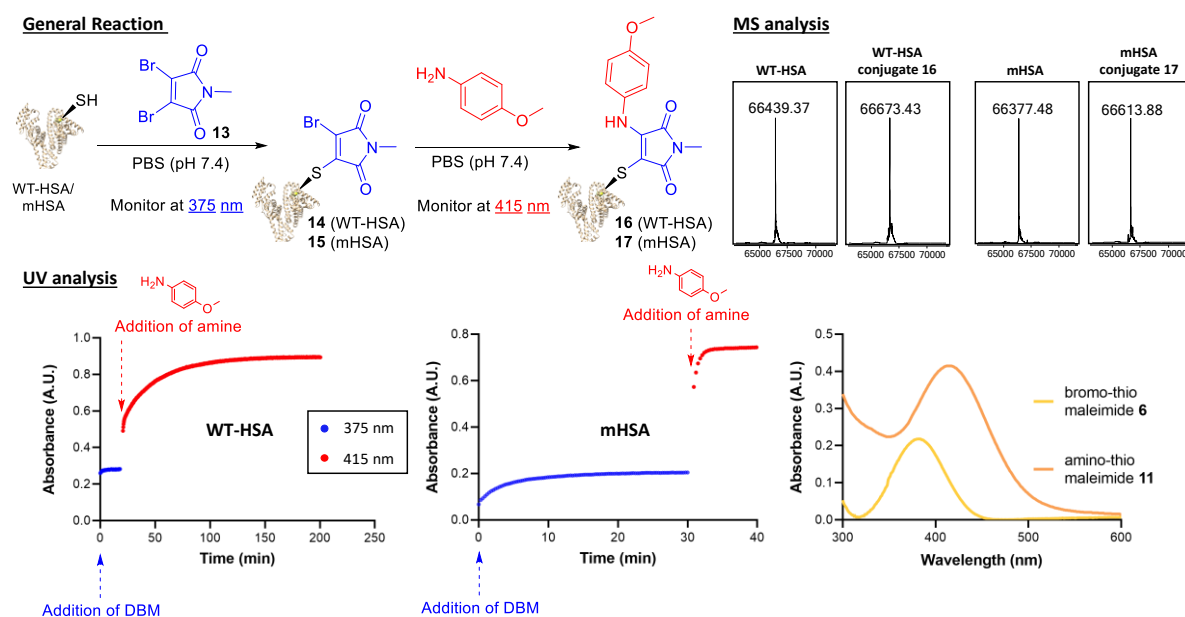 General Reaction
SH
WT-HSA/
mHSA
Br
Br
O
N
O
13
PBS (pH 7.4)
Monitor at 375 nm
Br
O
N
O
S
14 (WT-HSA)
15 (mHSA)
H₂N
O
PBS (pH 7.4)
Monitor at 415 nm
O
HN
O
N
O
S
16 (WT-HSA)
17 (mHSA)
MS analysis
WT-HSA
66439.37
65000 67500 70000
WT-HSA
conjugate 16
66673.43
65000 67500 70000
mHSA
66377.48
65000 67500 70000
mHSA
conjugate 17
66613.88
65000 67500 70000
UV analysis
H₂N
O
Addition of amine
Absorbance (A.U.)
1.0
0.8
0.6
0.4
0.2
0.0
WT-HSA
375 nm
415 nm
0 50 100 150 200 250
Time (min)
Addition of DBM
H₂N
O
Addition of amine
Absorbance (A.U.)
0.8
0.6
0.4
0.2
0.0
mHSA
0 10 20 30 40
Time (min)
Addition of DBM
Absorbance (A.U.)
0.5
0.4
0.3
0.2
0.1
0.0
bromo-thio
maleimide 6
amino-thio
maleimide 11
300 400 500 600
Wavelength (nm)